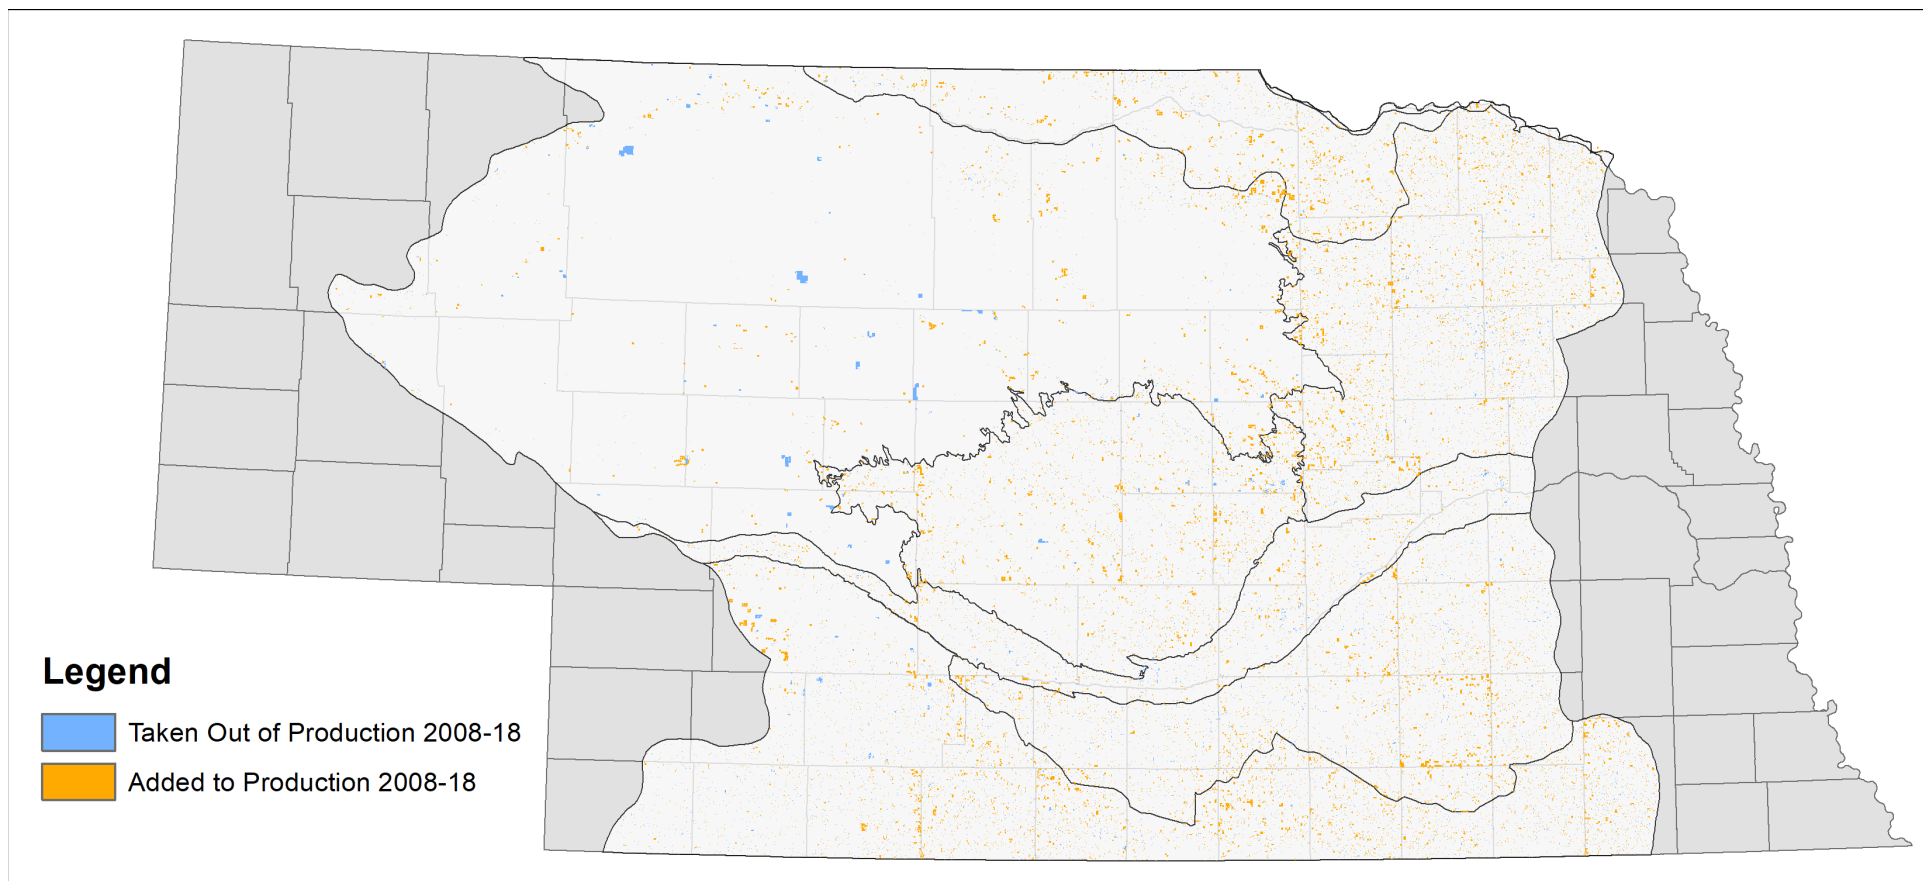 Legend
Taken Out of Production 2008-18
Added to Production 2008-18